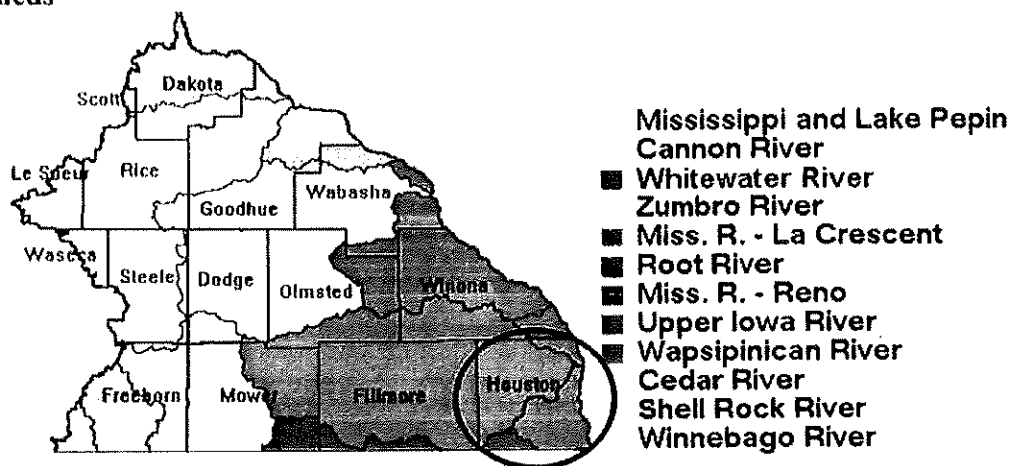 Dakota
Scott
Le Sueur
Rice
Wabasha
Goodhue
Waseca
Steele
Dodge
Olmsted
Winona
Freeborn
Mower
Fillmore
Houston
Mississippi and Lake Pepin
Cannon River
Whitewater River
Zumbro River
Miss. R. - La Crescent
Root River
Miss. R. - Reno
Upper Iowa River
Wapsipinican River
Cedar River
Shell Rock River
Winnebago River